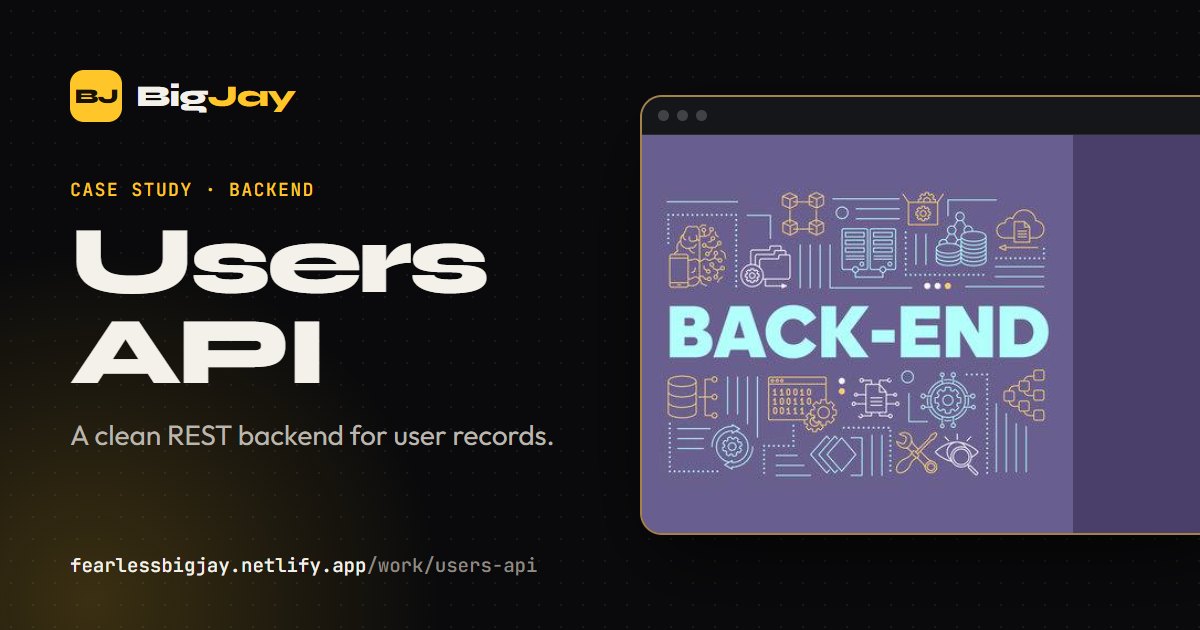 BJ BigJay
CASE STUDY · BACKEND
Users
API
A clean REST backend for user records.
fearlessbigjay.netlify.app/work/users-api
BACK-END
110010
100110
00111